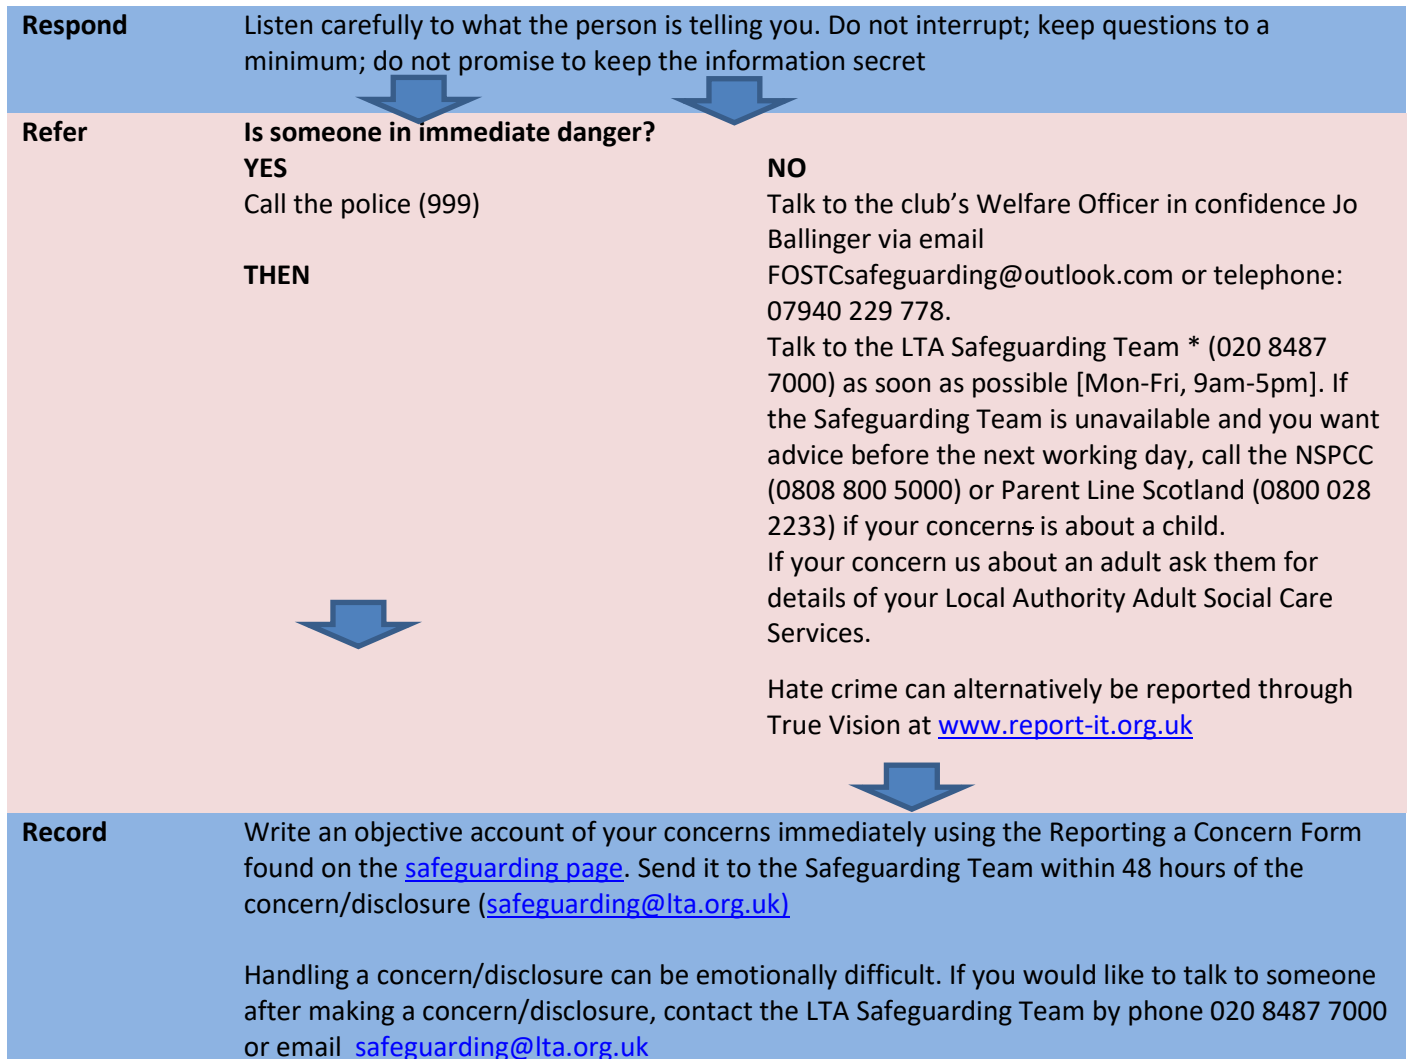 Respond
Listen carefully to what the person is telling you. Do not interrupt; keep questions to a
minimum; do not promise to keep the information secret
Refer
Is someone in immediate danger?
YES
Call the police (999)
THEN
NO
Talk to the club’s Welfare Officer in confidence Jo
Ballinger via email
FOSTCsafeguarding@outlook.com or telephone:
07940 229 778.
Talk to the LTA Safeguarding Team * (020 8487
7000) as soon as possible [Mon-Fri, 9am-5pm]. If
the Safeguarding Team is unavailable and you want
advice before the next working day, call the NSPCC
(0808 800 5000) or Parent Line Scotland (0800 028
2233) if your concerns is about a child.
If your concern us about an adult ask them for
details of your Local Authority Adult Social Care
Services.
Hate crime can alternatively be reported through
True Vision at www.report-it.org.uk
Record
Write an objective account of your concerns immediately using the Reporting a Concern Form
found on the safeguarding page. Send it to the Safeguarding Team within 48 hours of the
concern/disclosure (safeguarding@lta.org.uk)
Handling a concern/disclosure can be emotionally difficult. If you would like to talk to someone
after making a concern/disclosure, contact the LTA Safeguarding Team by phone 020 8487 7000
or email  safeguarding@lta.org.uk